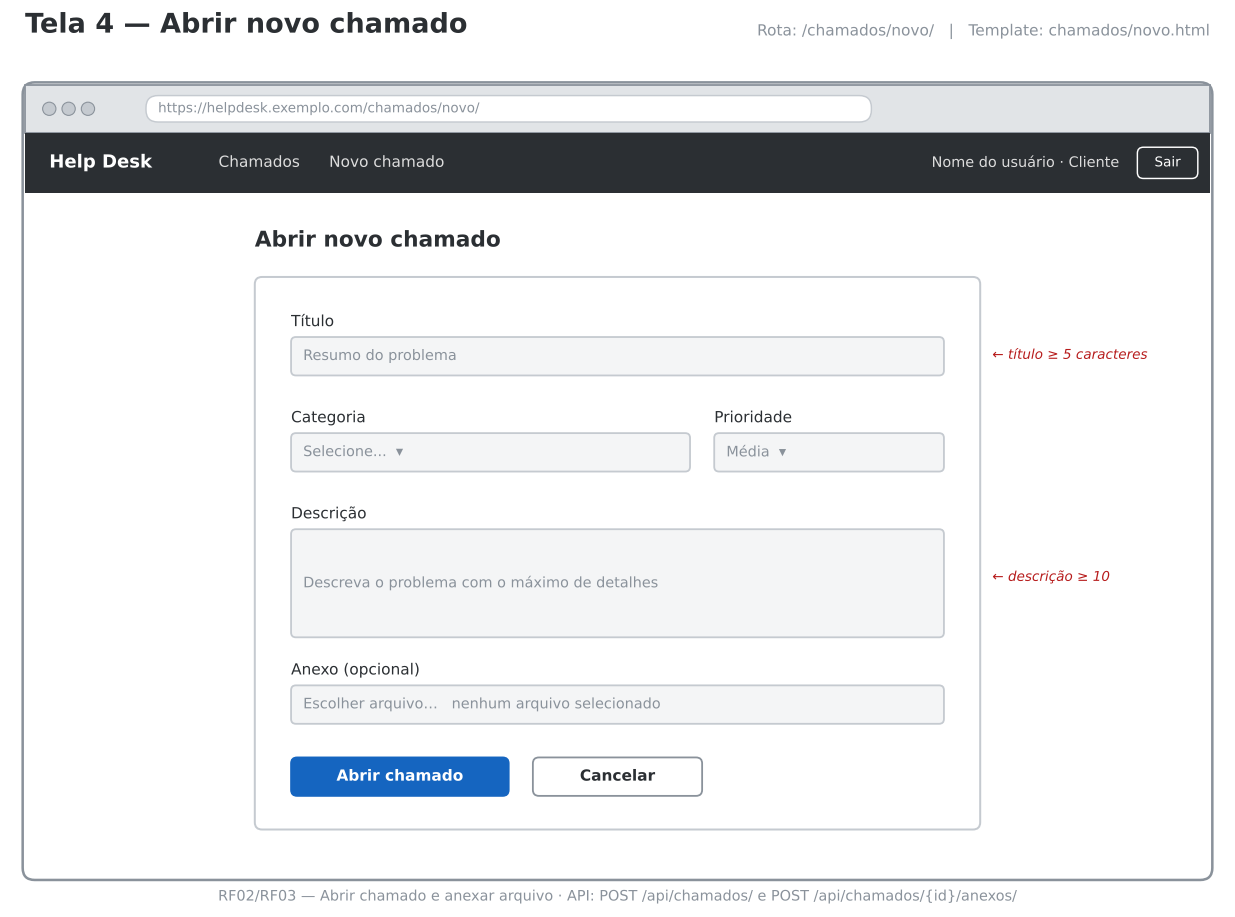 Tela 4 — Abrir novo chamado
Rota: /chamados/novo/ | Template: chamados/novo.html
https://helpdesk.exemplo.com/chamados/novo/
Help Desk Chamados Novo chamado Nome do usuário · Cliente Sair
Abrir novo chamado
Título
Resumo do problema
← título ≥ 5 caracteres
Categoria Prioridade
Selecione... ▾ Média ▾
Descrição
Descreva o problema com o máximo de detalhes
← descrição ≥ 10
Anexo (opcional)
Escolher arquivo... nenhum arquivo selecionado
Abrir chamado Cancelar
RF02/RF03 — Abrir chamado e anexar arquivo · API: POST /api/chamados/ e POST /api/chamados/{id}/anexos/